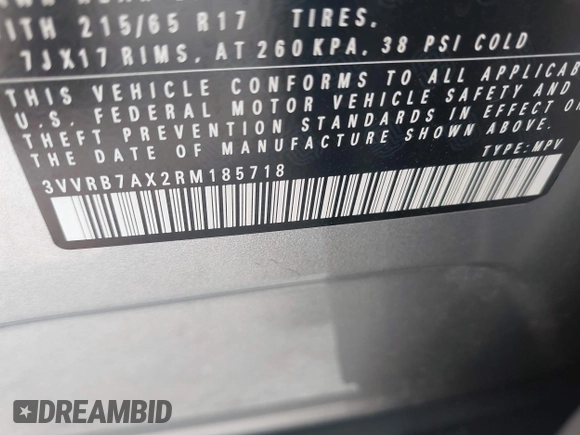 215/65 R17 TIRES.
7JX17 RIMS, AT 260 KPA, 38 PSI COLD
THIS VEHICLE CONFORMS TO ALL
U.S. FEDERAL MOTOR VEHICLE SAFETY AND
THEFT PREVENTION STANDARDS IN EFFECT
THE DATE OF MANUFACTURE SHOWN ABOVE.
TYPE: MPV
3VVRB7AX2RM185718
DREAMBID